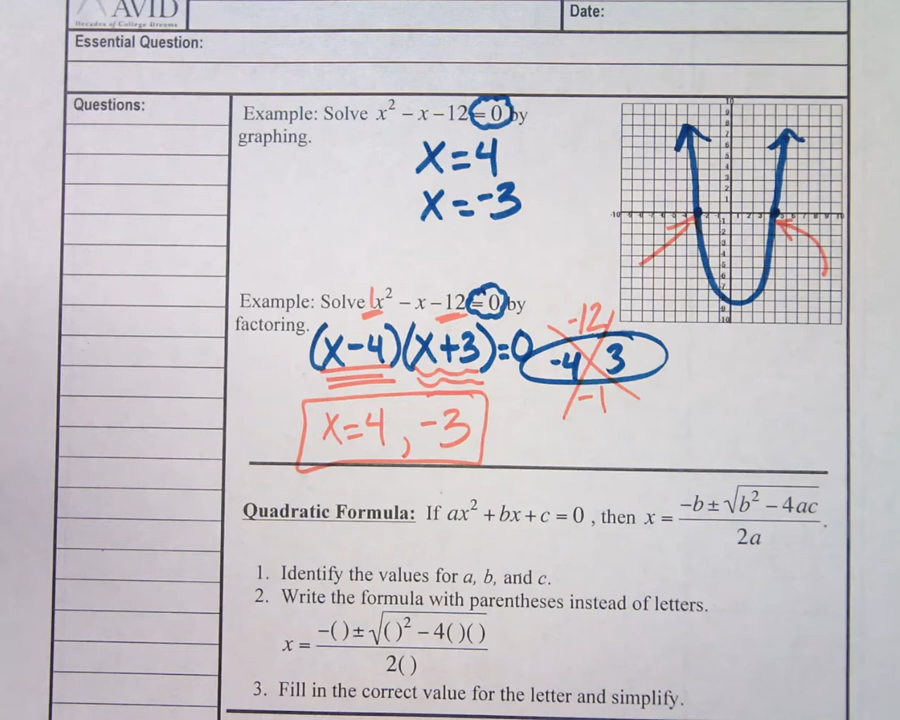 AVID
Decades of College Dreams
Date:
Essential Question:
Questions:
Example: Solve x² − x − 12 = 0 by
graphing.
x = 4
x = -3
Example: Solve 1x² − x − 12 = 0 by
factoring.
(x-4)(x+3)=0
-12
-4 3
-1
x=4, -3
Quadratic Formula: If ax² + bx + c = 0, then x = (-b ± √(b² − 4ac)) / 2a.
1. Identify the values for a, b, and c.
2. Write the formula with parentheses instead of letters.
x = (-( ) ± √(( )² − 4( )( ))) / 2( )
3. Fill in the correct value for the letter and simplify.